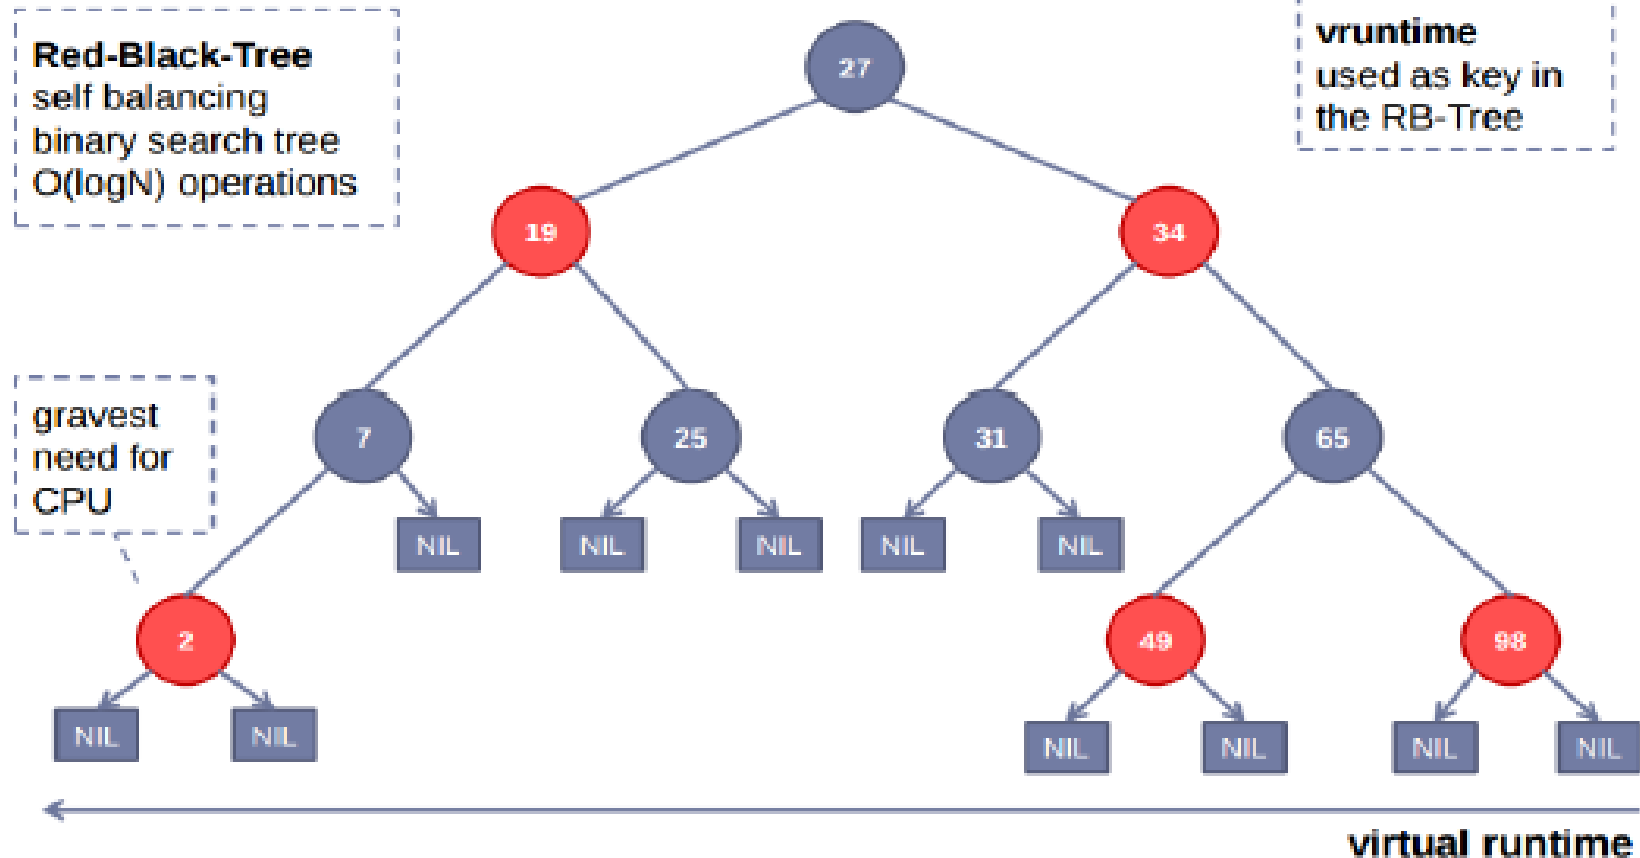 Red-Black-Tree
self balancing
binary search tree
O(logN) operations
vruntime
used as key in
the RB-Tree
27
19
34
gravest
need for
CPU
7
25
31
65
NIL
NIL
NIL
NIL
NIL
2
49
98
NIL
NIL
NIL
NIL
NIL
NIL
virtual runtime